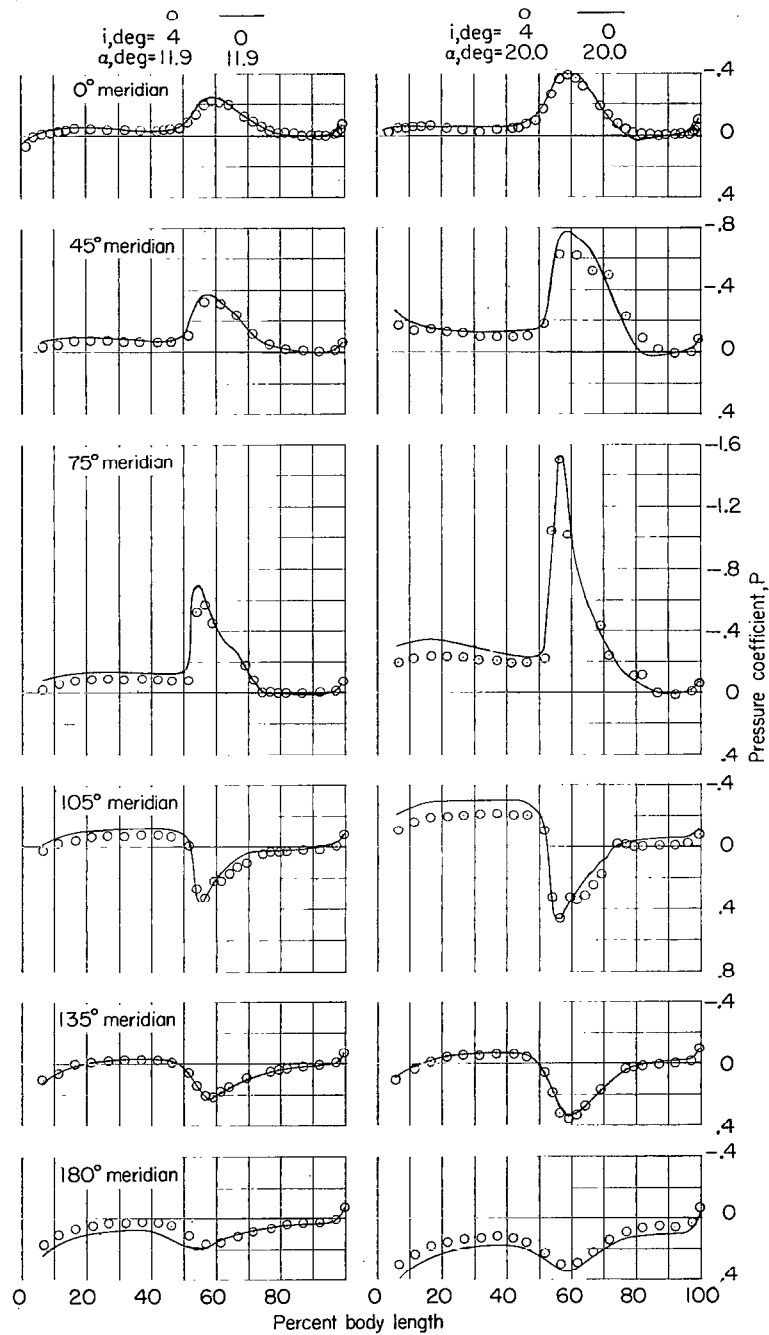 i,deg= 4 0
α,deg=11.9 11.9
i,deg= 4 0
α,deg=20.0 20.0
0° meridian
-.4
0
.4
45° meridian
-.8
-.4
0
.4
75° meridian
-1.6
-1.2
-.8
-.4
0
.4
Pressure coefficient,P
105° meridian
-.4
0
.4
.8
135° meridian
-.4
0
.4
180° meridian
-.4
0
.4
0 20 40 60 80 0 20 40 60 80 100
Percent body length